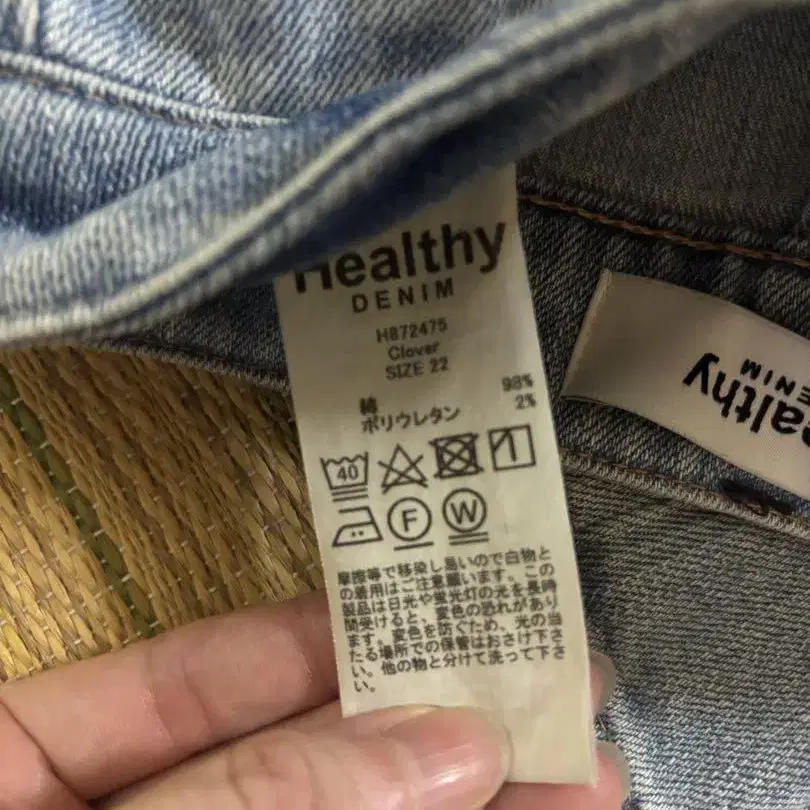 Healthy
DENIM
H872475
Clover
SIZE 22
綿 98%
ポリウレタン 2%
40
F
W
摩擦等で移染し易いので白物と
の着用はご注意願います。この
製品は日光や蛍光灯の光を長時
間受けると、変色の恐れがあり
ます。変色を防ぐため、光の当
たる場所での保管はおさけ下さ
い。他の物と分けて洗って下さ
い。
althy
ENIM